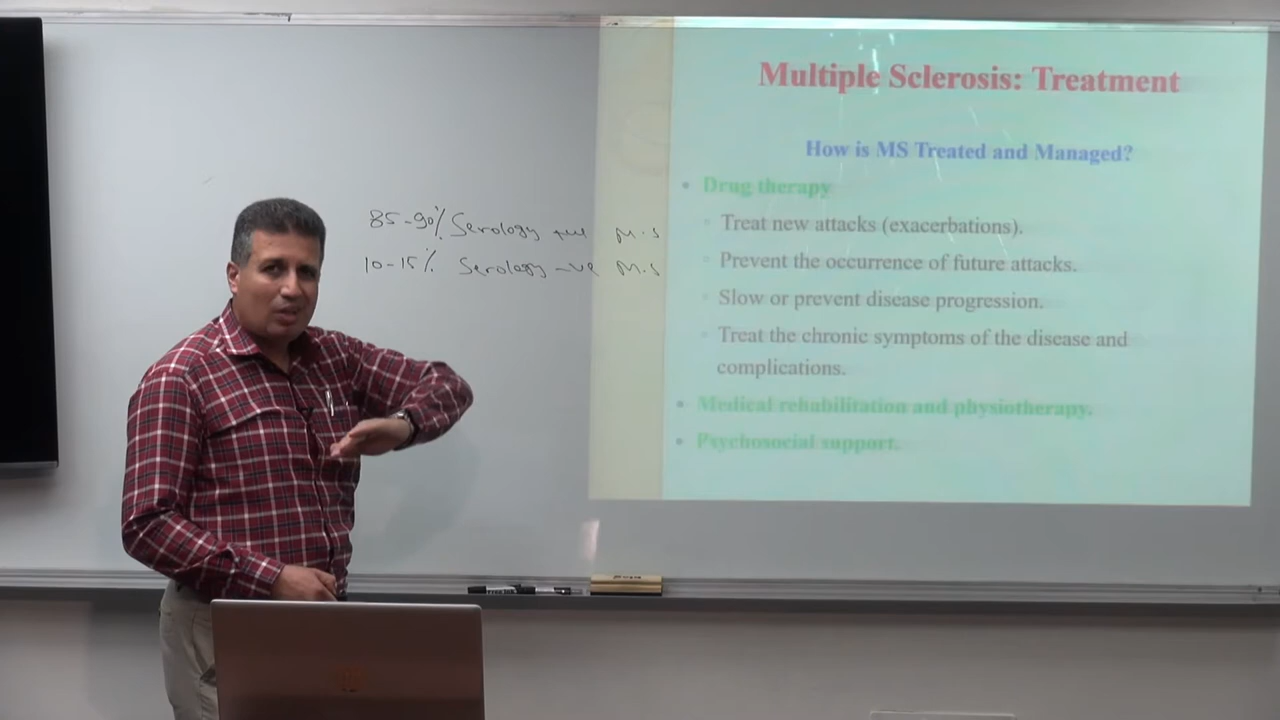 Multiple Sclerosis: Treatment
How is MS Treated and Managed?
• Drug therapy
Treat new attacks (exacerbations).
Prevent the occurrence of future attacks.
Slow or prevent disease progression.
Treat the chronic symptoms of the disease and
complications.
• Medical rehabilitation and physiotherapy.
• Psychosocial support.
85-90% Serology +ve M.S
10-15% Serology -ve M.S